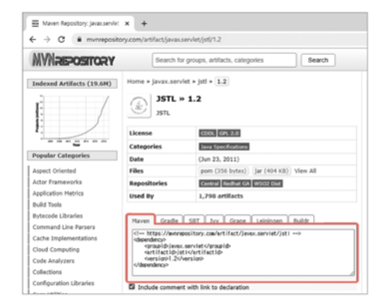 Maven Repository: javax.servlet
mvnrepository.com/artifact/javax.servlet/jstl/1.2
MVNREPOSITORY
Search for groups, artifacts, categories
Search
Indexed Artifacts (19.6M)
Popular Categories
Aspect Oriented
Actor Frameworks
Application Metrics
Build Tools
Bytecode Libraries
Command Line Parsers
Cache Implementations
Cloud Computing
Code Analyzers
Collections
Configuration Libraries
Home » javax.servlet » jstl » 1.2
JSTL » 1.2
JSTL
License
CDDL GPL 2.0
Categories
Java Specifications
Date
(Jun 23, 2011)
Files
pom (356 bytes) jar (404 KB) View All
Repositories
Central Redhat GA WSO2 Dist
Used By
1,798 artifacts
Maven Gradle SBT Ivy Grape Leiningen Buildr
<!-- https://mvnrepository.com/artifact/javax.servlet/jstl -->
<dependency>
<groupId>javax.servlet</groupId>
<artifactId>jstl</artifactId>
<version>1.2</version>
</dependency>
Include comment with link to declaration